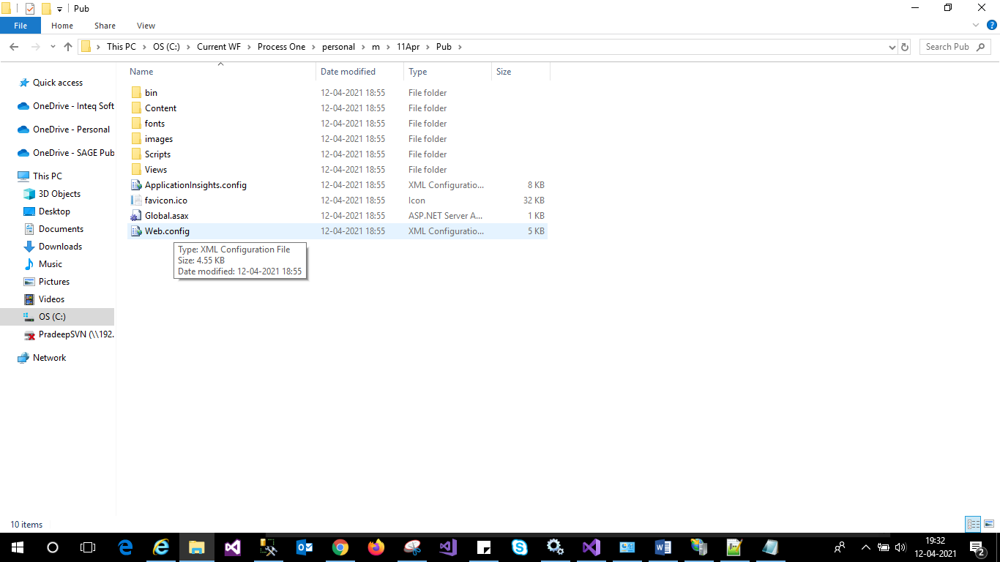 Pub
File Home Share View
This PC OS (C:) Current WF Process One personal m 11Apr Pub
Search Pub
Name Date modified Type Size
Quick access
OneDrive - Inteq Soft
OneDrive - Personal
OneDrive - SAGE Pub
This PC
3D Objects
Desktop
Documents
Downloads
Music
Pictures
Videos
OS (C:)
PradeepSVN (\\192.
Network
bin 12-04-2021 18:55 File folder
Content 12-04-2021 18:55 File folder
fonts 12-04-2021 18:55 File folder
images 12-04-2021 18:55 File folder
Scripts 12-04-2021 18:55 File folder
Views 12-04-2021 18:55 File folder
ApplicationInsights.config 12-04-2021 18:55 XML Configuratio... 8 KB
favicon.ico 12-04-2021 18:55 Icon 32 KB
Global.asax 12-04-2021 18:55 ASP.NET Server A... 1 KB
Web.config 12-04-2021 18:55 XML Configuratio... 5 KB
Type: XML Configuration File
Size: 4.55 KB
Date modified: 12-04-2021 18:55
10 items
19:32
12-04-2021
2